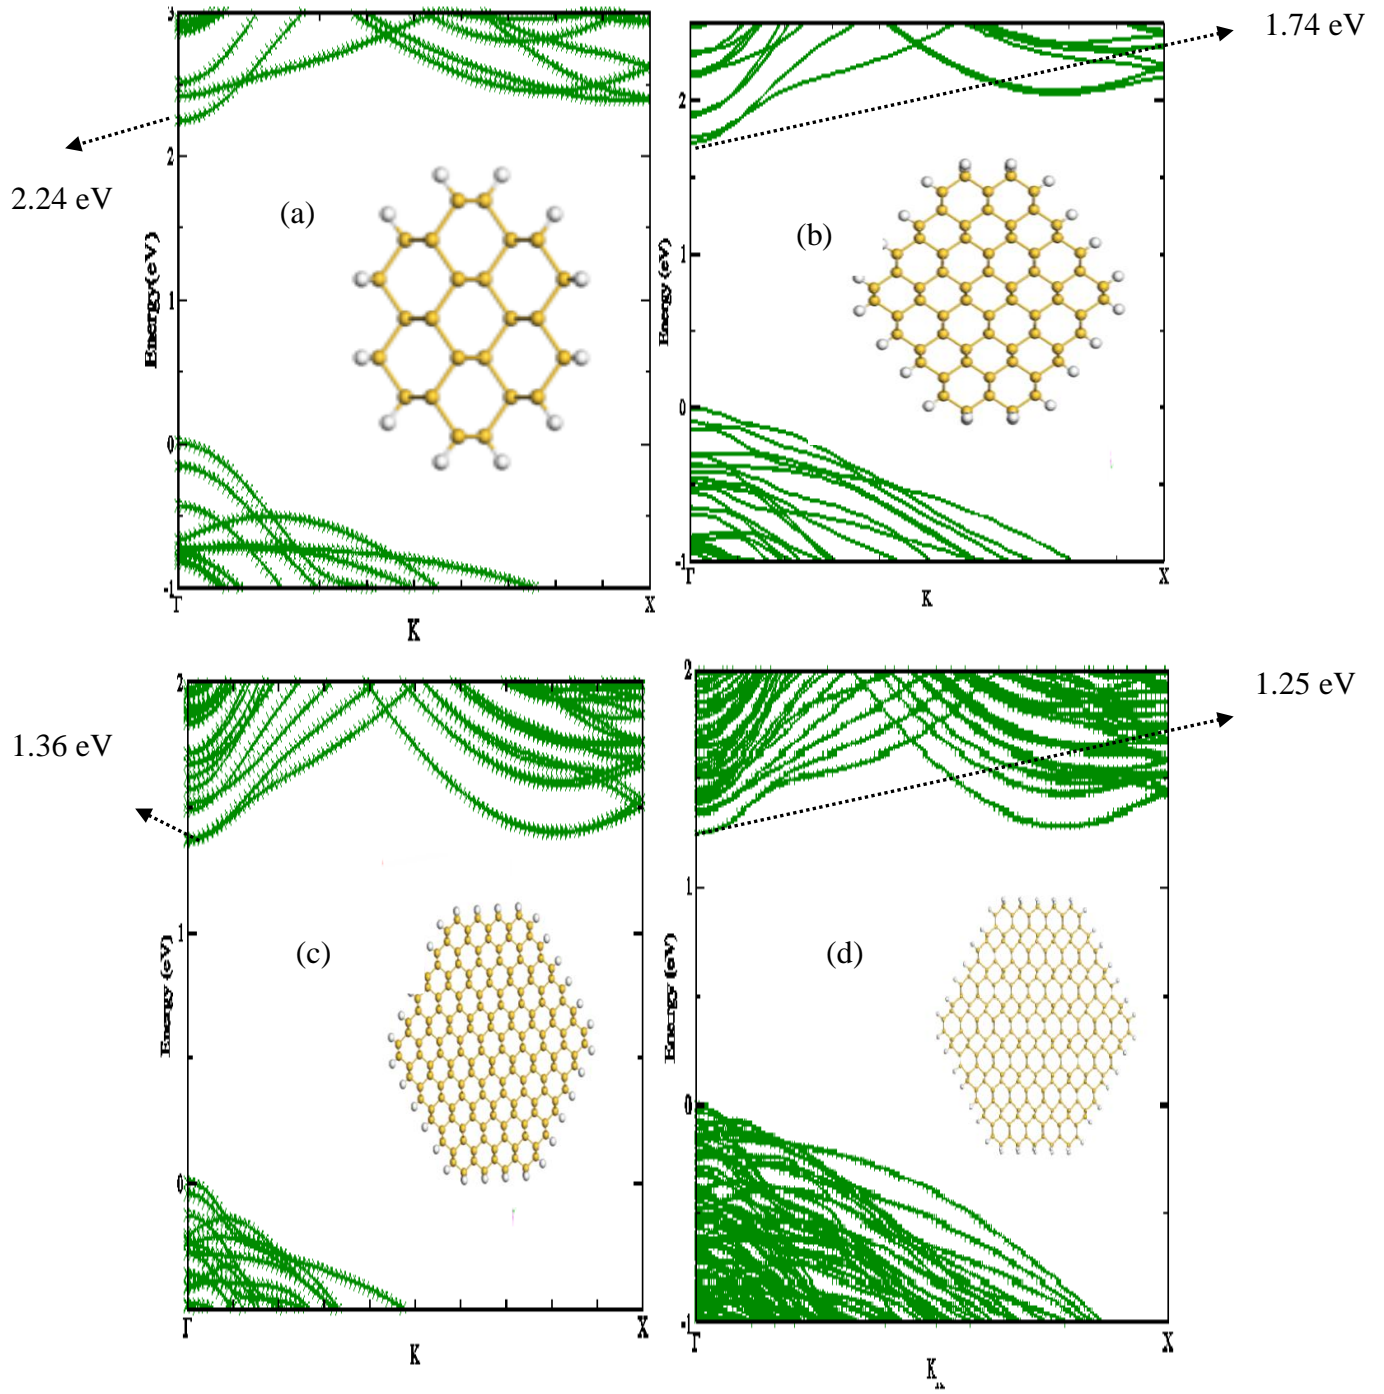 3
2
1
0
-1
Energy(eV)
2.24 eV
(a)
Γ
X
K
1.74 eV
2
1
0
-1
Energy (eV)
(b)
Γ
X
K
2
1
0
Energy (eV)
1.36 eV
(c)
Γ
X
K
1.25 eV
2
1
0
-1
Energy (eV)
(d)
Γ
X
K